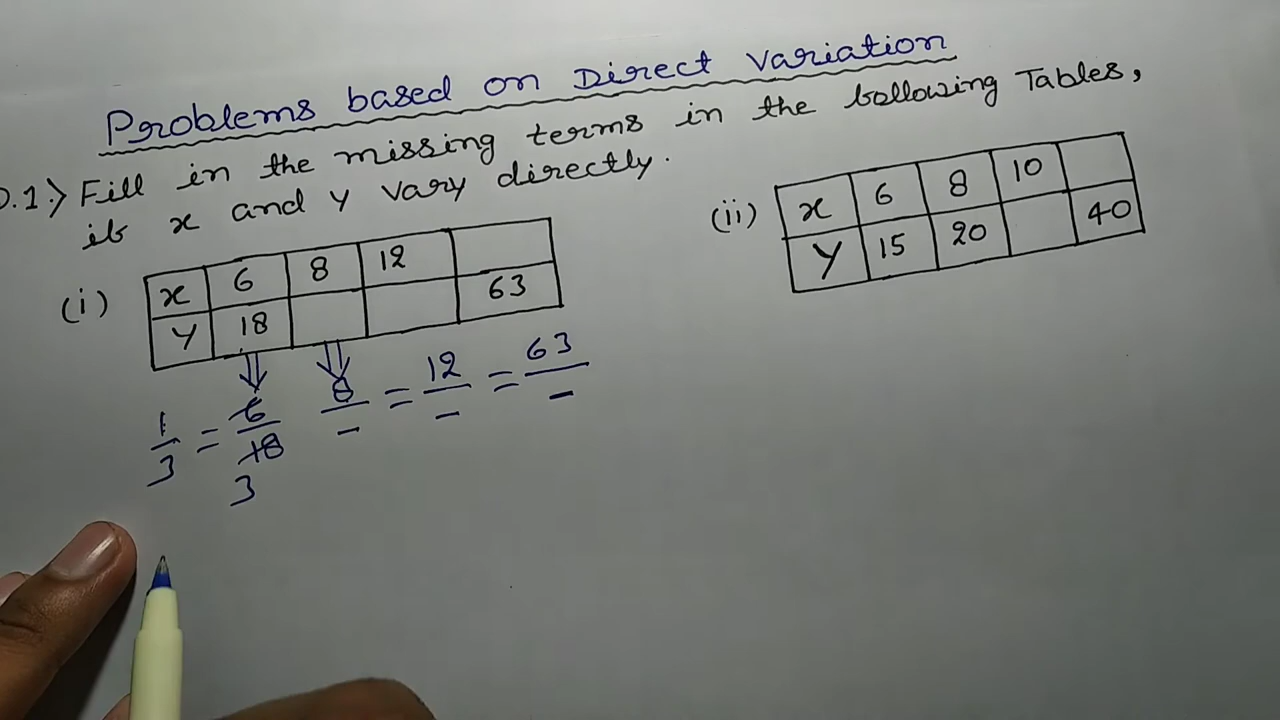 Problems based on Direct Variation
Q.1.> Fill in the missing terms in the following Tables,
if x and y vary directly.
(i)
x 6 8 12
y 18 63
(ii)
x 6 8 10
y 15 20 40
1/3 = 6/18 8/- = 12/- = 63/-
3